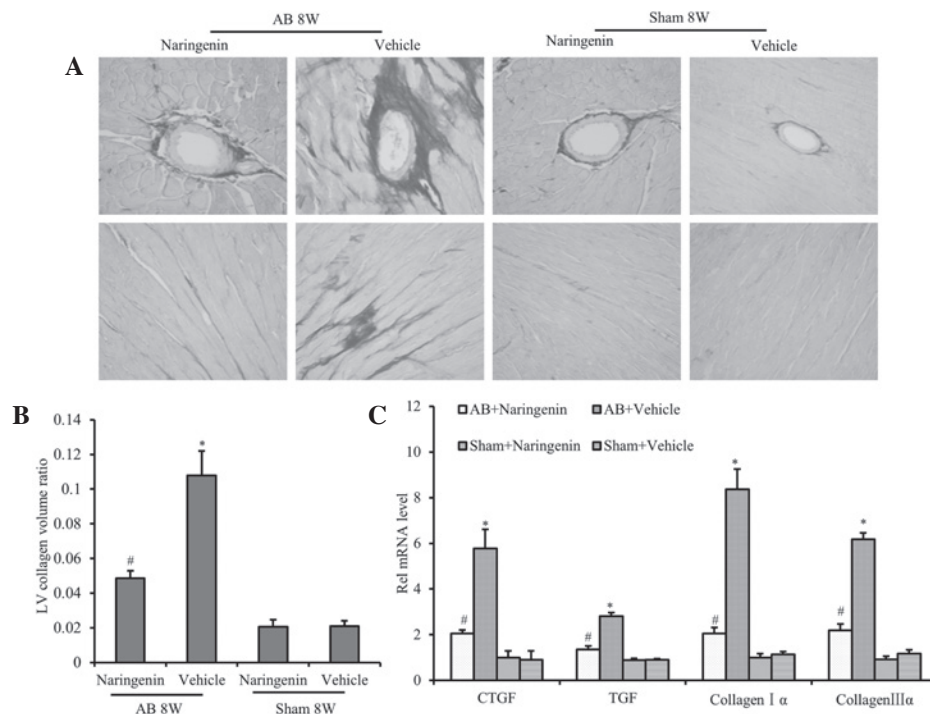 AB 8W Sham 8W
Naringenin Vehicle Naringenin Vehicle
A
B
0.14
0.12
0.1
0.08
0.06
0.04
0.02
0
LV collagen volume ratio
*
#
Naringenin Vehicle Naringenin Vehicle
AB 8W Sham 8W
C
12
10
8
6
4
2
0
Rel mRNA level
AB+Naringenin AB+Vehicle
Sham+Naringenin Sham+Vehicle
# * # * # * # *
CTGF TGF Collagen I α CollagenIIIα